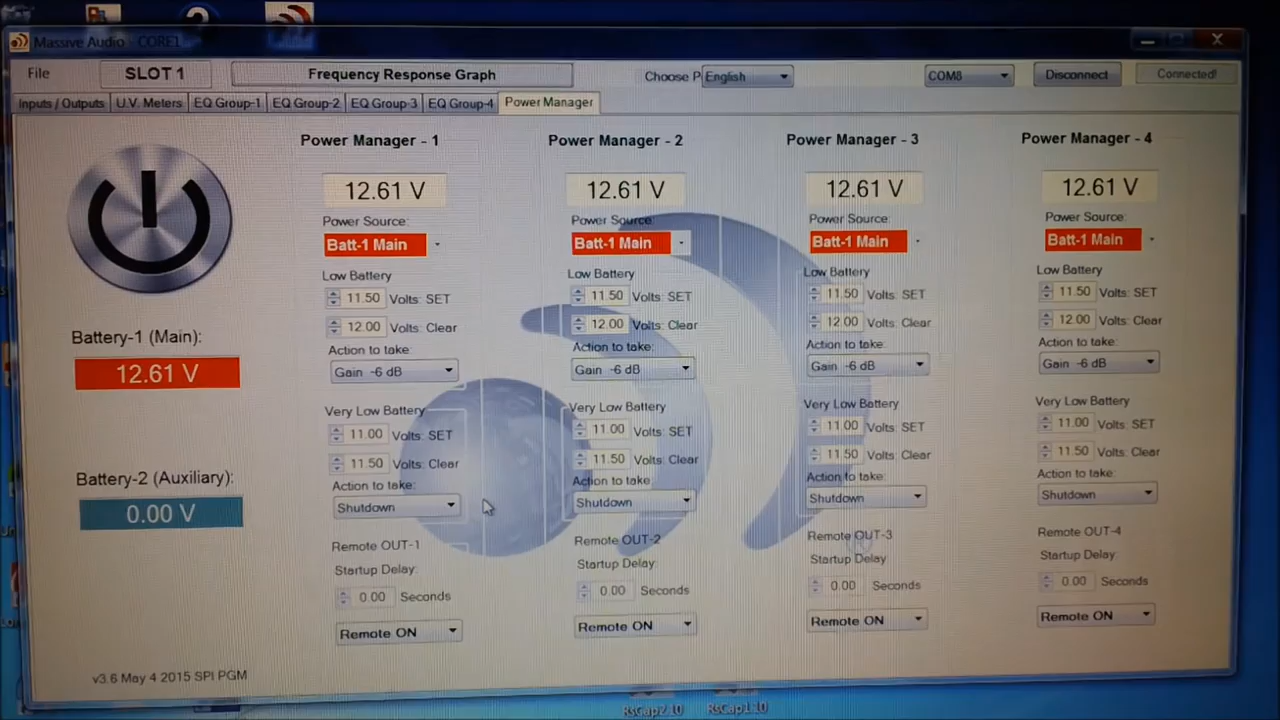 Massive Audio - CORE1
File
SLOT 1
Frequency Response Graph
Choose P
English
COM8
Disconnect
Connected!
Inputs / Outputs
U.V. Meters
EQ Group-1
EQ Group-2
EQ Group-3
EQ Group-4
Power Manager
Battery-1 (Main):
12.61 V
Battery-2 (Auxiliary):
0.00 V
v3.6 May 4 2015 SPI PGM
Power Manager - 1
12.61 V
Power Source:
Batt-1 Main
Low Battery
11.50 Volts: SET
12.00 Volts: Clear
Action to take:
Gain -6 dB
Very Low Battery
11.00 Volts: SET
11.50 Volts: Clear
Action to take:
Shutdown
Remote OUT-1
Startup Delay:
0.00 Seconds
Remote ON
Power Manager - 2
12.61 V
Power Source:
Batt-1 Main
Low Battery
11.50 Volts: SET
12.00 Volts: Clear
Action to take:
Gain -6 dB
Very Low Battery
11.00 Volts: SET
11.50 Volts: Clear
Action to take:
Shutdown
Remote OUT-2
Startup Delay:
0.00 Seconds
Remote ON
Power Manager - 3
12.61 V
Power Source:
Batt-1 Main
Low Battery
11.50 Volts: SET
12.00 Volts: Clear
Action to take:
Gain -6 dB
Very Low Battery
11.00 Volts: SET
11.50 Volts: Clear
Action to take:
Shutdown
Remote OUT-3
Startup Delay:
0.00 Seconds
Remote ON
Power Manager - 4
12.61 V
Power Source:
Batt-1 Main
Low Battery
11.50 Volts: SET
12.00 Volts: Clear
Action to take:
Gain -6 dB
Very Low Battery
11.00 Volts: SET
11.50 Volts: Clear
Action to take:
Shutdown
Remote OUT-4
Startup Delay:
0.00 Seconds
Remote ON